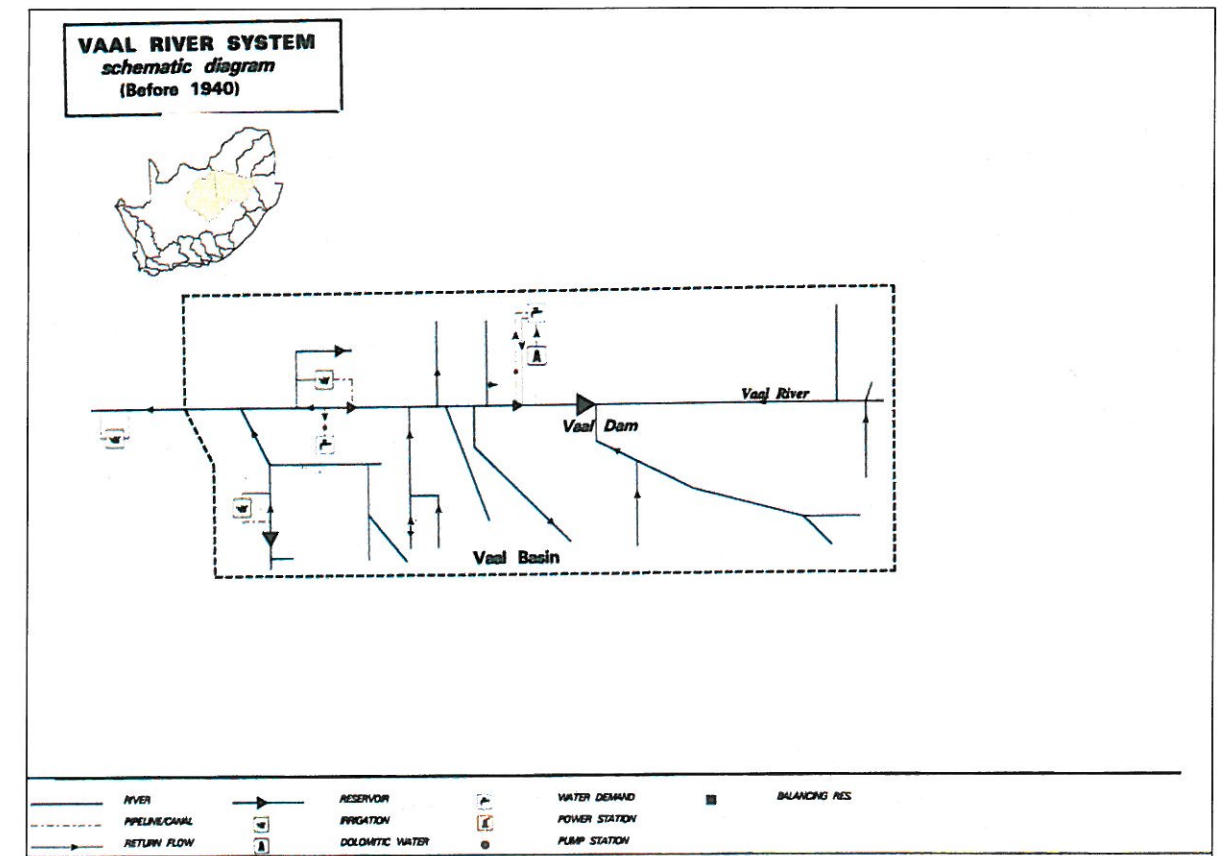 VAAL RIVER SYSTEM
schematic diagram
(Before 1940)
Vaal River
Vaal Dam
Vaal Basin
RIVER
RESERVOIR
WATER DEMAND
BALANCING RES.
PIPELINE/CANAL
IRRIGATION
POWER STATION
RETURN FLOW
DOLOMITIC WATER
PUMP STATION